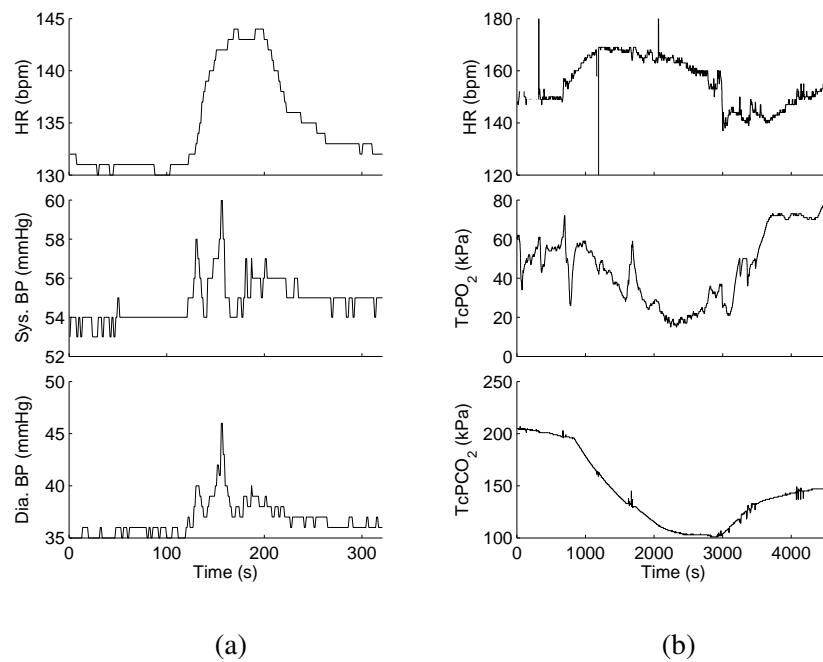 145
140
135
130
HR (bpm)
60
58
56
54
52
Sys. BP (mmHg)
50
45
40
35
Dia. BP (mmHg)
0 100 200 300
Time (s)
(a)
180
160
140
120
HR (bpm)
80
60
40
20
0
TcPO2 (kPa)
250
200
150
100
TcPCO2 (kPa)
0 1000 2000 3000 4000
Time (s)
(b)